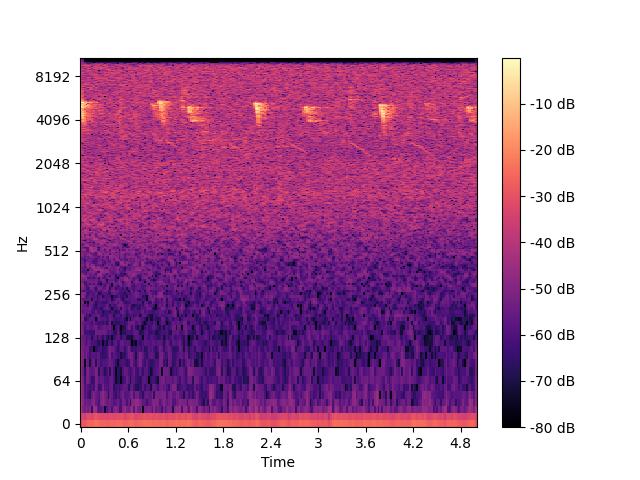 8192
4096
2048
1024
512
256
128
64
0
Hz
0 0.6 1.2 1.8 2.4 3 3.6 4.2 4.8
Time
-10 dB
-20 dB
-30 dB
-40 dB
-50 dB
-60 dB
-70 dB
-80 dB